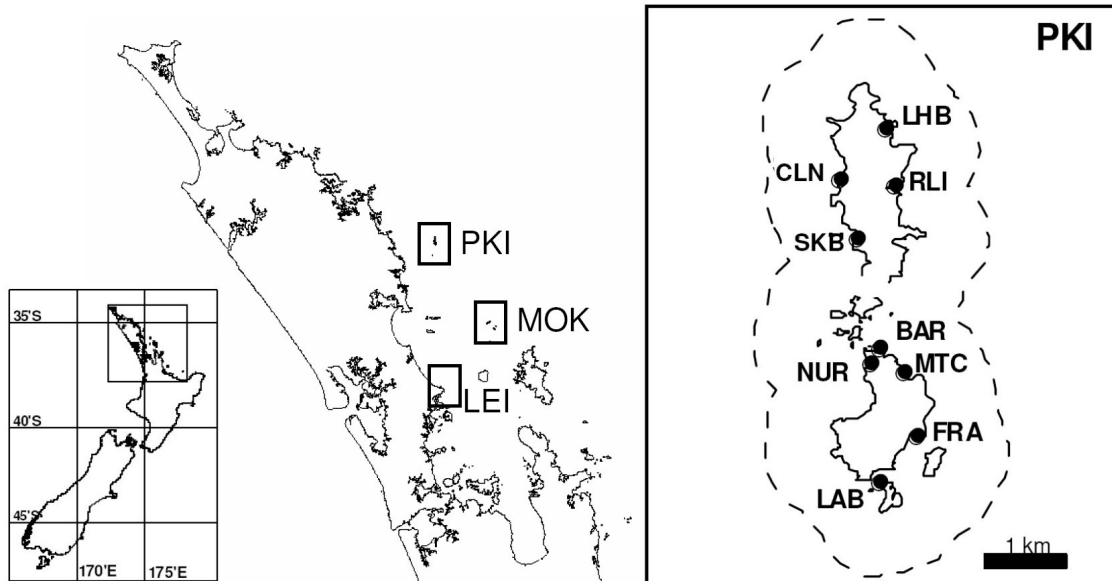 PKI
MOK
LEI
35'S
40'S
45'S
170'E
175'E
PKI
LHB
CLN
RLI
SKB
BAR
NUR
MTC
FRA
LAB
1 km